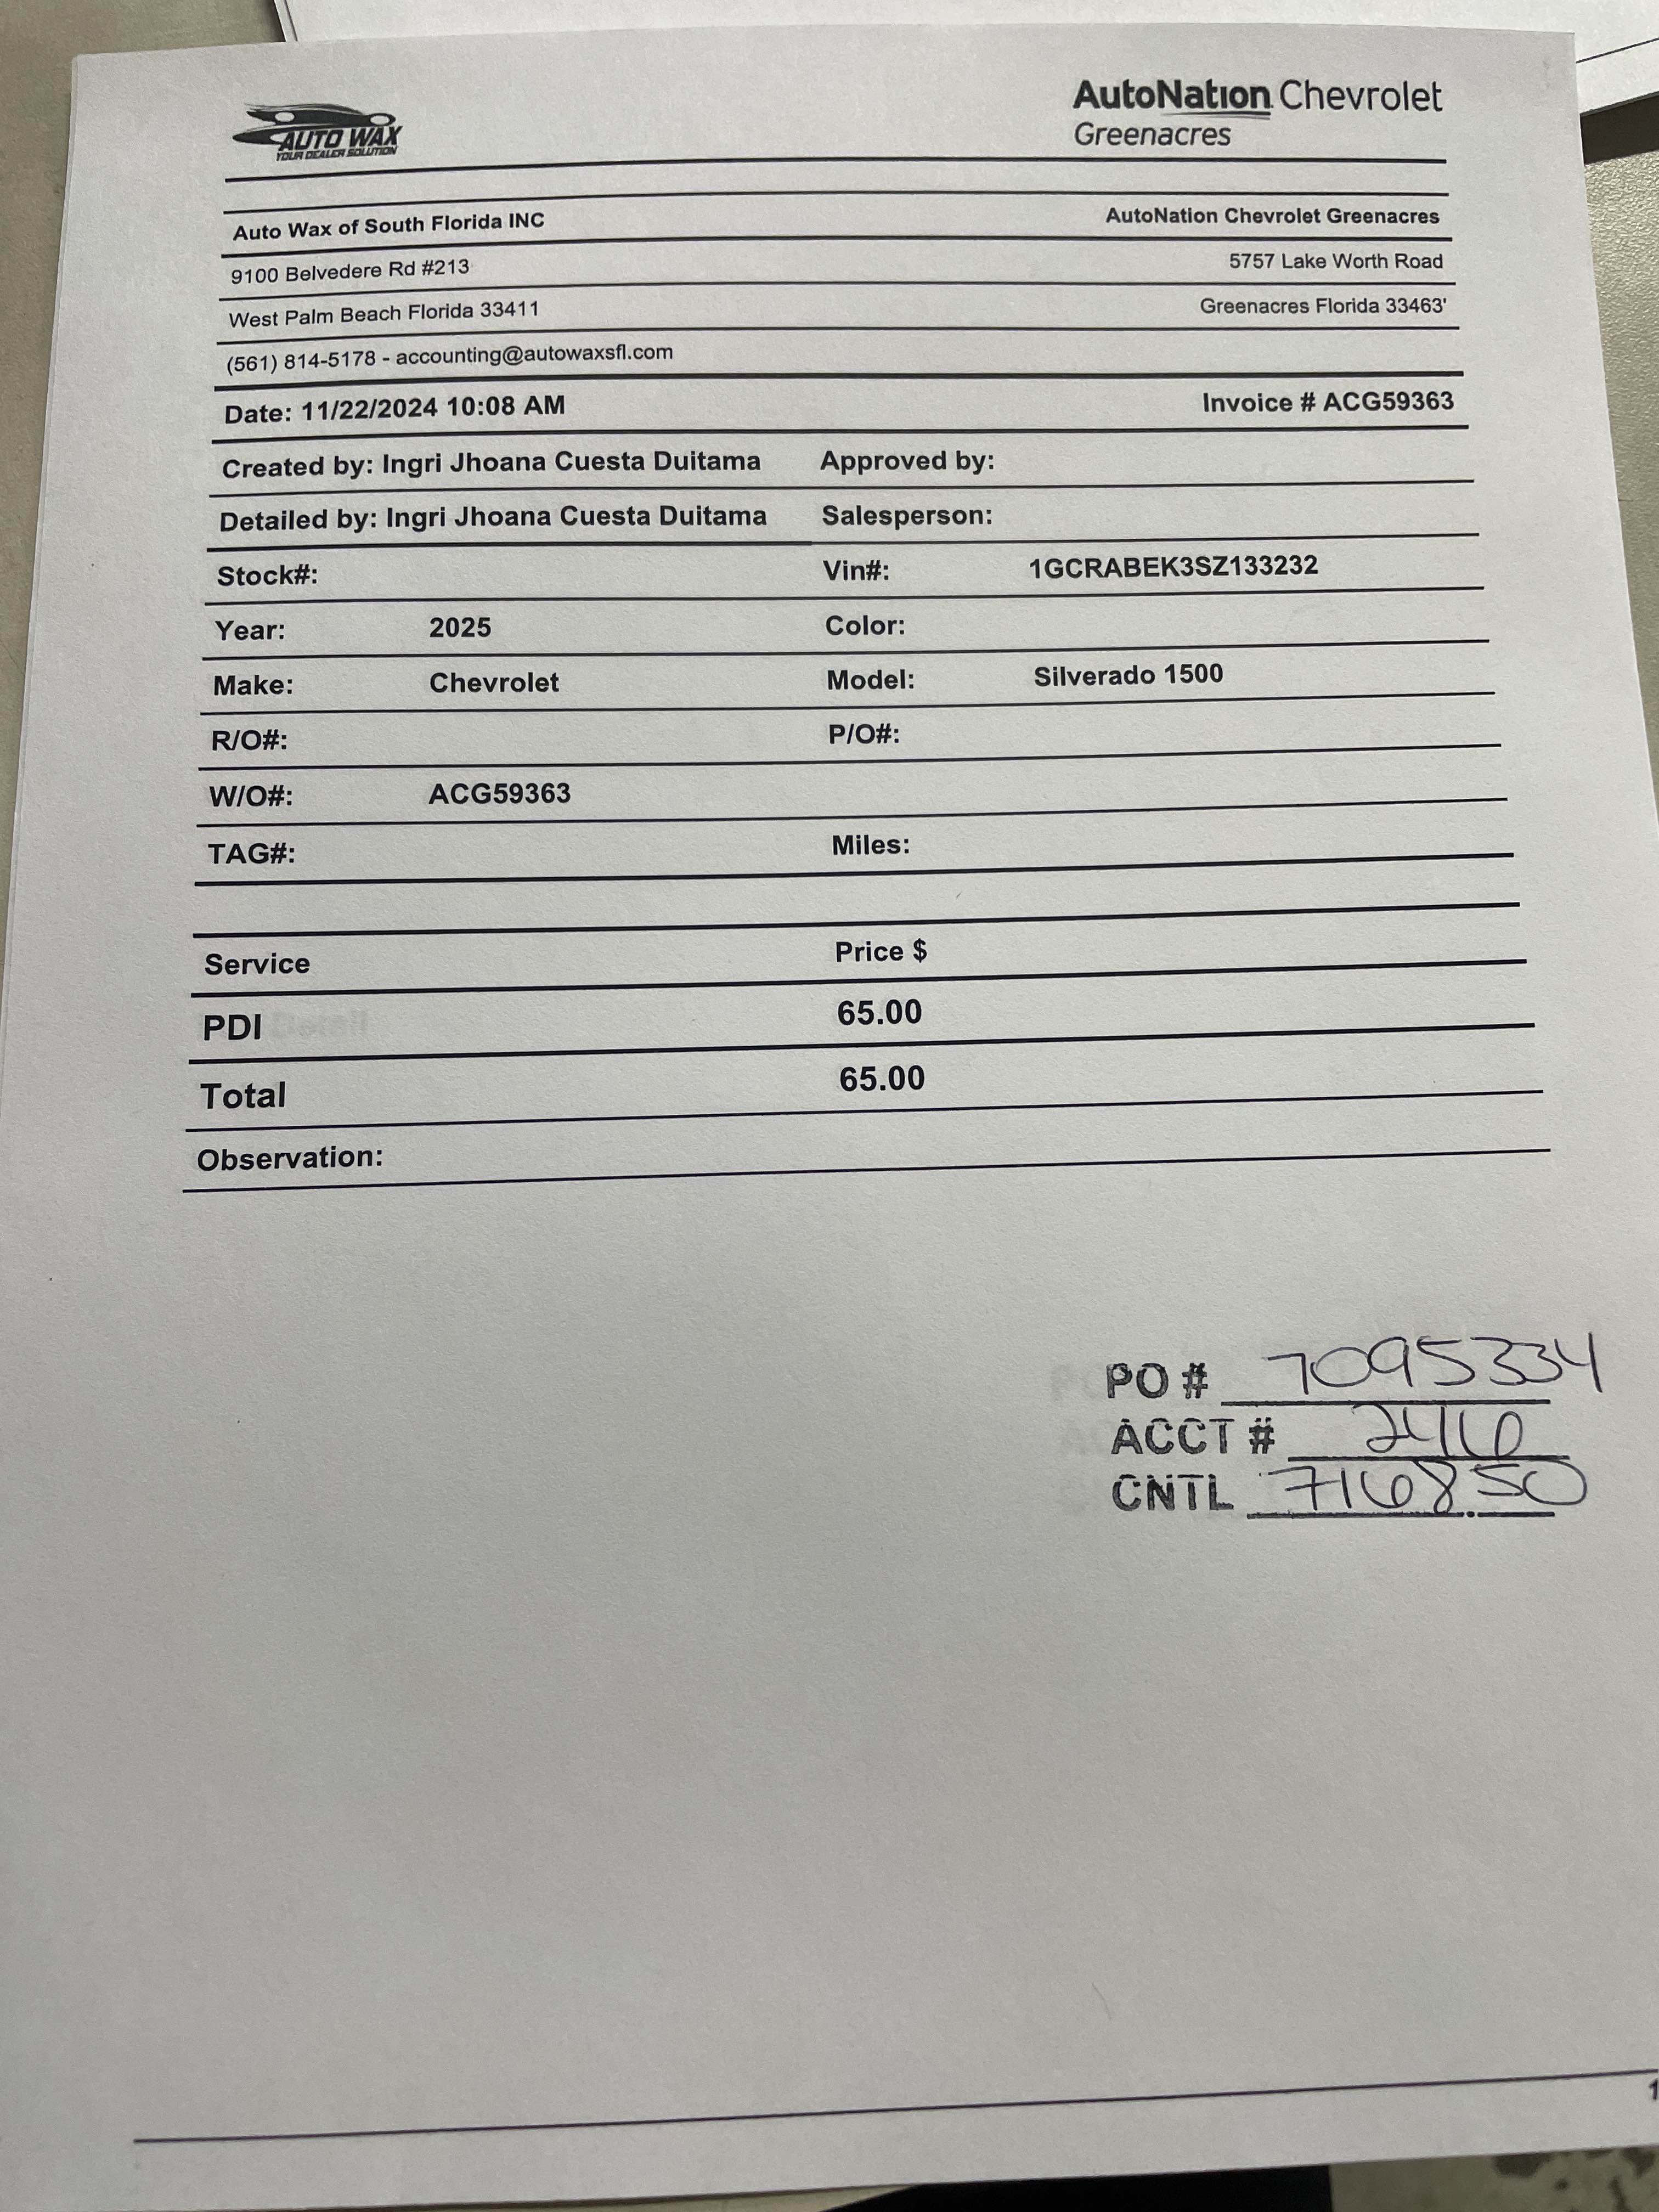 AUTO WAX
YOUR DEALER SOLUTION
AutoNation Chevrolet
Greenacres
Auto Wax of South Florida INC AutoNation Chevrolet Greenacres
9100 Belvedere Rd #213 5757 Lake Worth Road
West Palm Beach Florida 33411 Greenacres Florida 33463'
(561) 814-5178 - accounting@autowaxsfl.com
Date: 11/22/2024 10:08 AM Invoice # ACG59363
Created by: Ingri Jhoana Cuesta Duitama Approved by:
Detailed by: Ingri Jhoana Cuesta Duitama Salesperson:
Stock#: Vin#: 1GCRABEK3SZ133232
Year: 2025 Color:
Make: Chevrolet Model: Silverado 1500
R/O#: P/O#:
W/O#: ACG59363
TAG#: Miles:
Service Price $
PDI 65.00
Total 65.00
Observation:
PO # 7095334
ACCT # 2416
CNTL 716850
1